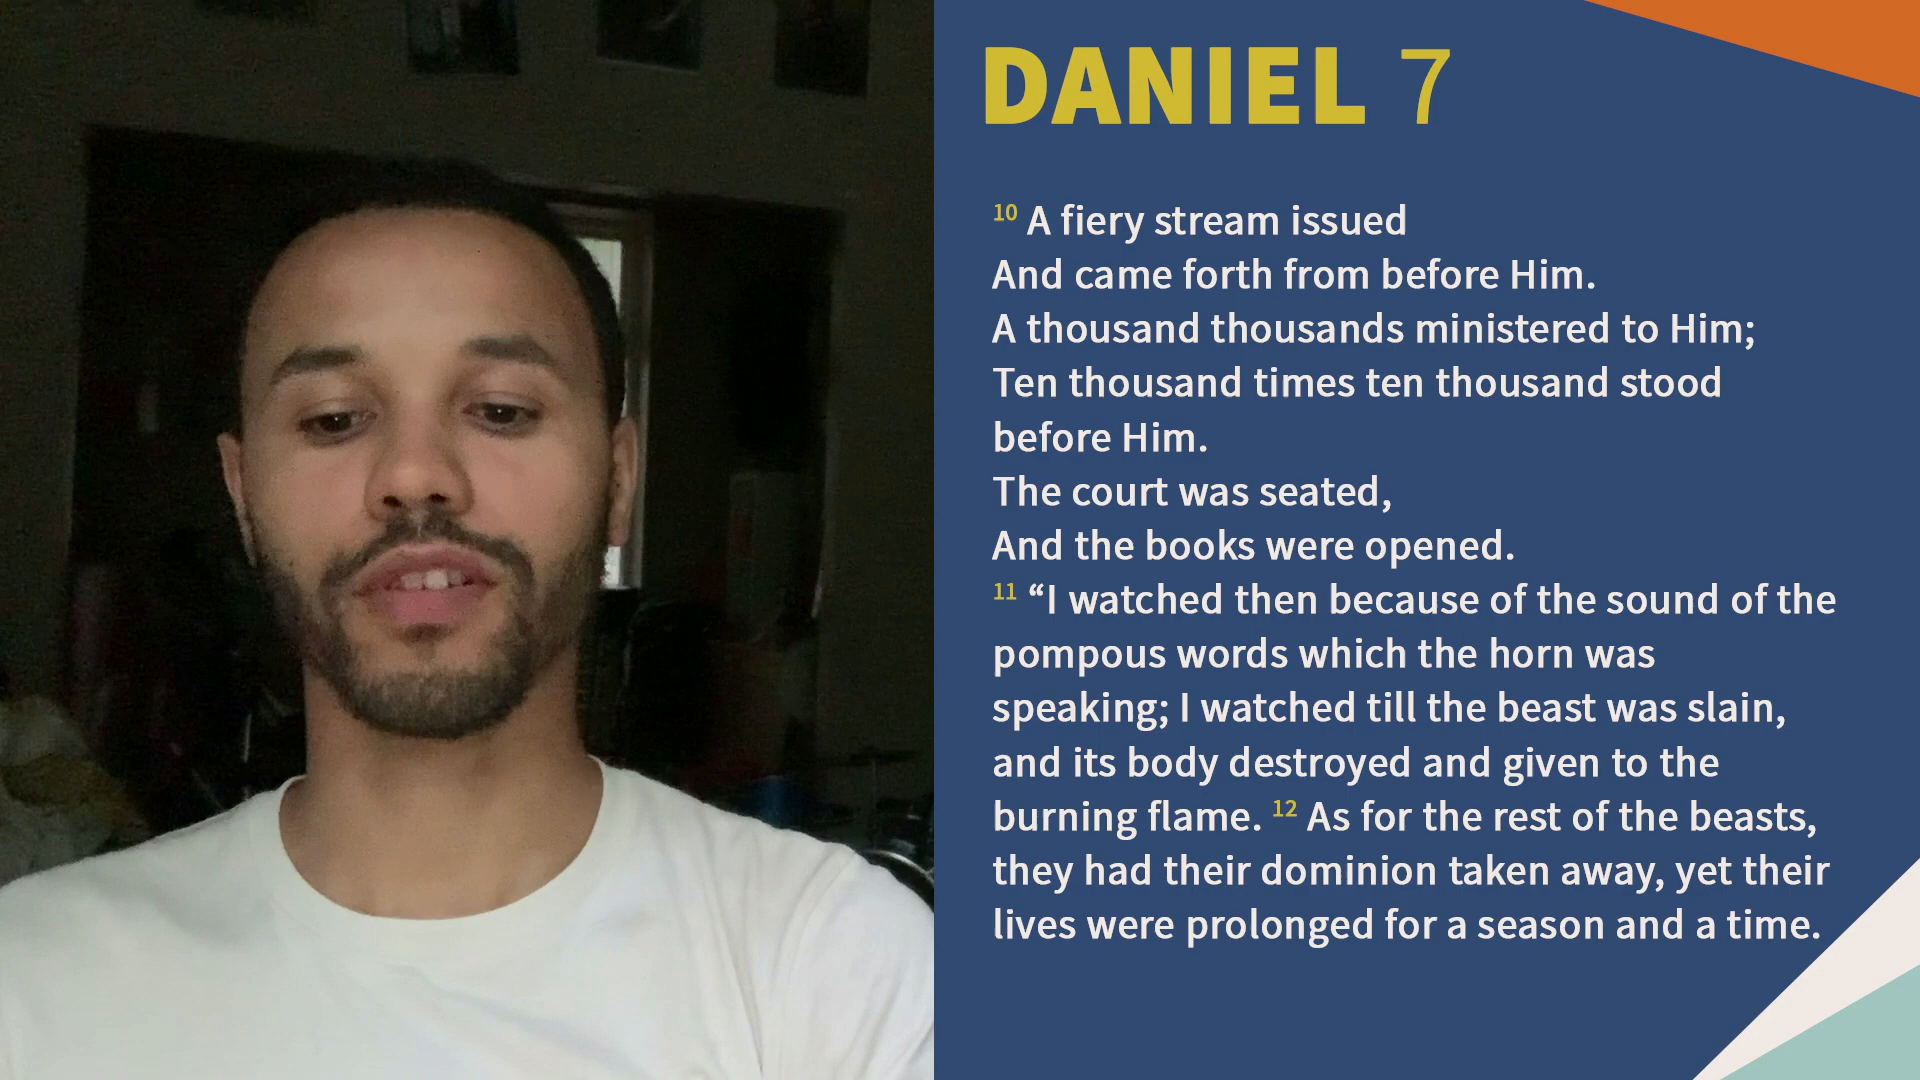 DANIEL 7
10 A fiery stream issued
And came forth from before Him.
A thousand thousands ministered to Him;
Ten thousand times ten thousand stood
before Him.
The court was seated,
And the books were opened.
11 “I watched then because of the sound of the
pompous words which the horn was
speaking; I watched till the beast was slain,
and its body destroyed and given to the
burning flame. 12 As for the rest of the beasts,
they had their dominion taken away, yet their
lives were prolonged for a season and a time.